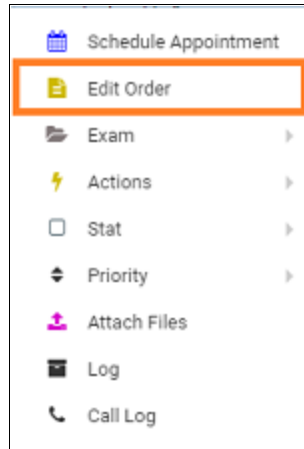 Schedule Appointment
Edit Order
Exam
Actions
Stat
Priority
Attach Files
Log
Call Log